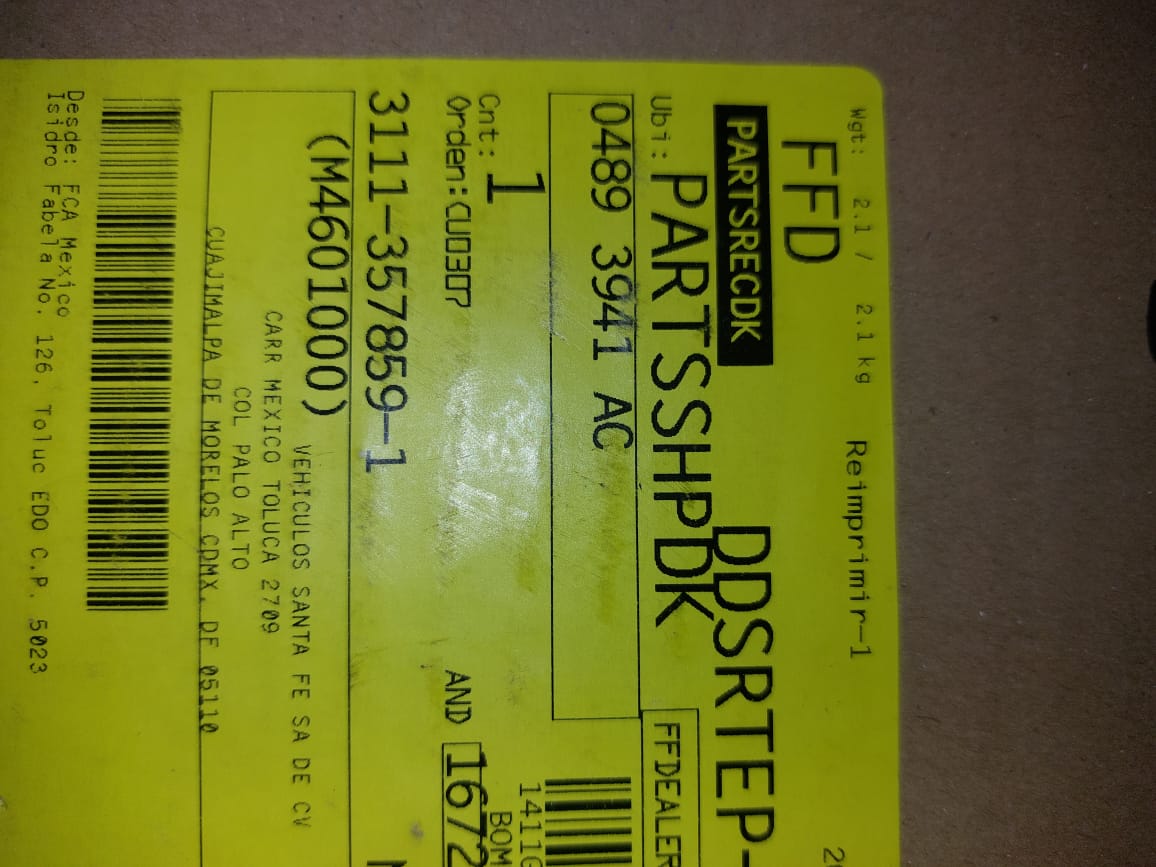 Wgt: 2.1 / 2.1 kg Reimprimir-1
FFD
PARTSRECDK DDSRTEP-
Ubi: PARTSSHPDK FFDEALER
0489 3941 AC
1411
Cnt: 1 BOM
Orden:CU0307 AND 1672
3111-357859-1
(M4601000) VEHICULOS SANTA FE SA DE CV
CARR MEXICO TOLUCA 2709
COL PALO ALTO
CUAJIMALPA DE MORELOS CDMX, DF 05110
Desde: FCA Mexico
Isidro Fabela No. 126, Toluc EDO C.P. 5023